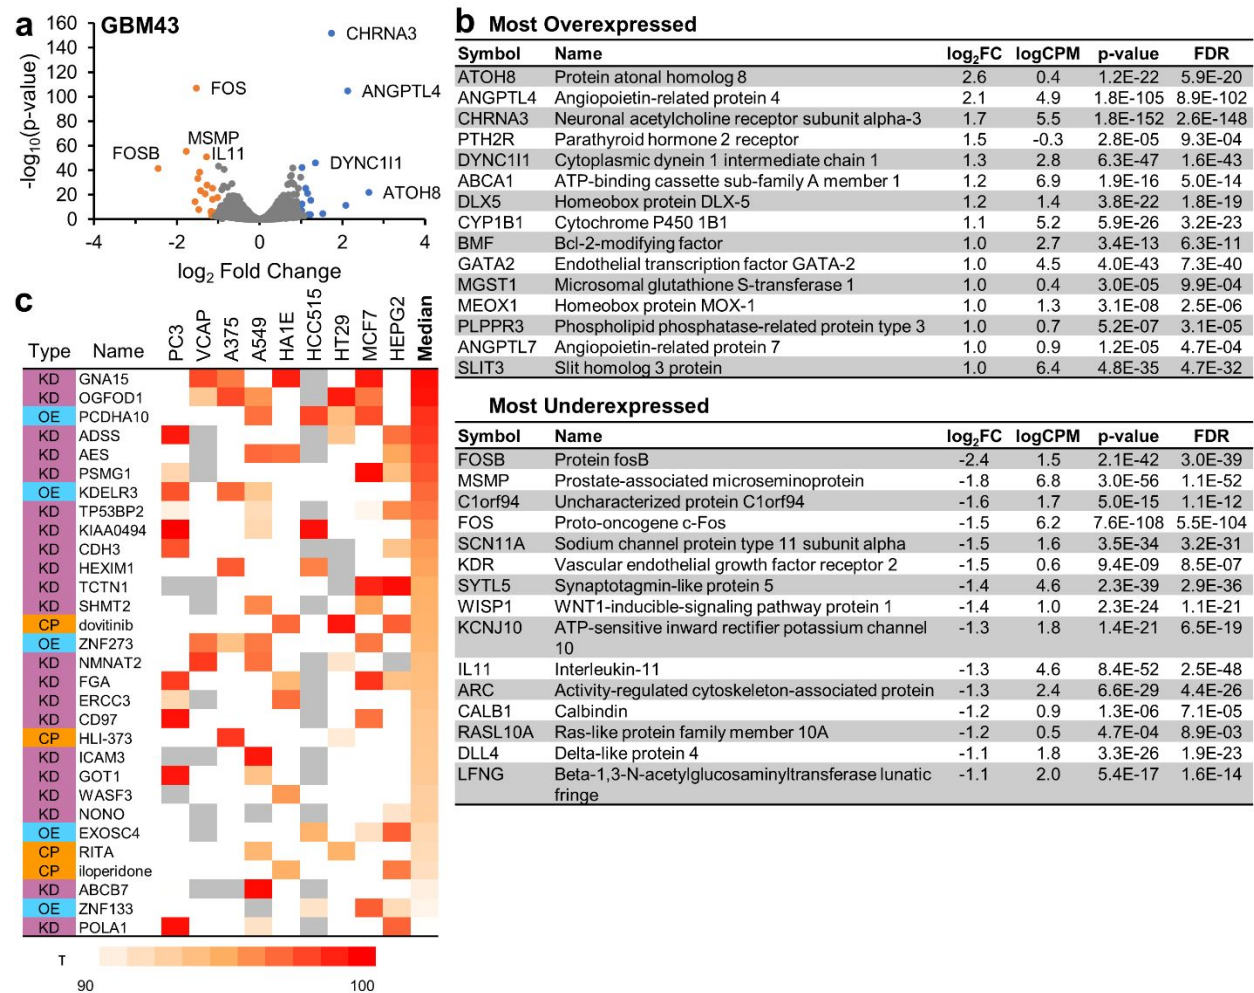 a GBM43
160
140
120
100
80
60
40
20
0
-log10(p-value)
CHRNA3
FOS
ANGPTL4
MSMP
FOSB
IL11
DYNC1I1
ATOH8
-4 -2 0 2 4
log2 Fold Change
b Most Overexpressed
Symbol Name log2FC logCPM p-value FDR
ATOH8 Protein atonal homolog 8 2.6 0.4 1.2E-22 5.9E-20
ANGPTL4 Angiopoietin-related protein 4 2.1 4.9 1.8E-105 8.9E-102
CHRNA3 Neuronal acetylcholine receptor subunit alpha-3 1.7 5.5 1.8E-152 2.6E-148
PTH2R Parathyroid hormone 2 receptor 1.5 -0.3 2.8E-05 9.3E-04
DYNC1I1 Cytoplasmic dynein 1 intermediate chain 1 1.3 2.8 6.3E-47 1.6E-43
ABCA1 ATP-binding cassette sub-family A member 1 1.2 6.9 1.9E-16 5.0E-14
DLX5 Homeobox protein DLX-5 1.2 1.4 3.8E-22 1.8E-19
CYP1B1 Cytochrome P450 1B1 1.1 5.2 5.9E-26 3.2E-23
BMF Bcl-2-modifying factor 1.0 2.7 3.4E-13 6.3E-11
GATA2 Endothelial transcription factor GATA-2 1.0 4.5 4.0E-43 7.3E-40
MGST1 Microsomal glutathione S-transferase 1 1.0 0.4 3.0E-05 9.9E-04
MEOX1 Homeobox protein MOX-1 1.0 1.3 3.1E-08 2.5E-06
PLPPR3 Phospholipid phosphatase-related protein type 3 1.0 0.7 5.2E-07 3.1E-05
ANGPTL7 Angiopoietin-related protein 7 1.0 0.9 1.2E-05 4.7E-04
SLIT3 Slit homolog 3 protein 1.0 6.4 4.8E-35 4.7E-32
Most Underexpressed
Symbol Name log2FC logCPM p-value FDR
FOSB Protein fosB -2.4 1.5 2.1E-42 3.0E-39
MSMP Prostate-associated microseminoprotein -1.8 6.8 3.0E-56 1.1E-52
C1orf94 Uncharacterized protein C1orf94 -1.6 1.7 5.0E-15 1.1E-12
FOS Proto-oncogene c-Fos -1.5 6.2 7.6E-108 5.5E-104
SCN11A Sodium channel protein type 11 subunit alpha -1.5 1.6 3.5E-34 3.2E-31
KDR Vascular endothelial growth factor receptor 2 -1.5 0.6 9.4E-09 8.5E-07
SYTL5 Synaptotagmin-like protein 5 -1.4 4.6 2.3E-39 2.9E-36
WISP1 WNT1-inducible-signaling pathway protein 1 -1.4 1.0 2.3E-24 1.1E-21
KCNJ10 ATP-sensitive inward rectifier potassium channel -1.3 1.8 1.4E-21 6.5E-19
10
IL11 Interleukin-11 -1.3 4.6 8.4E-52 2.5E-48
ARC Activity-regulated cytoskeleton-associated protein -1.3 2.4 6.6E-29 4.4E-26
CALB1 Calbindin -1.2 0.9 1.3E-06 7.1E-05
RASL10A Ras-like protein family member 10A -1.2 0.5 4.7E-04 8.9E-03
DLL4 Delta-like protein 4 -1.1 1.8 3.3E-26 1.9E-23
LFNG Beta-1,3-N-acetylglucosaminyltransferase lunatic -1.1 2.0 5.4E-17 1.6E-14
fringe
c
Type Name PC3 VCAP A375 A549 HA1E HCC515 HT29 MCF7 HEPG2 Median
KD GNA15
KD OGFOD1
OE PCDHA10
KD ADSS
KD AES
KD PSMG1
OE KDELR3
KD TP53BP2
KD KIAA0494
KD CDH3
KD HEXIM1
KD TCTN1
KD SHMT2
CP dovitinib
OE ZNF273
KD NMNAT2
KD FGA
KD ERCC3
KD CD97
CP HLI-373
KD ICAM3
KD GOT1
KD WASF3
KD NONO
OE EXOSC4
CP RITA
CP iloperidone
KD ABCB7
OE ZNF133
KD POLA1
τ
90 100